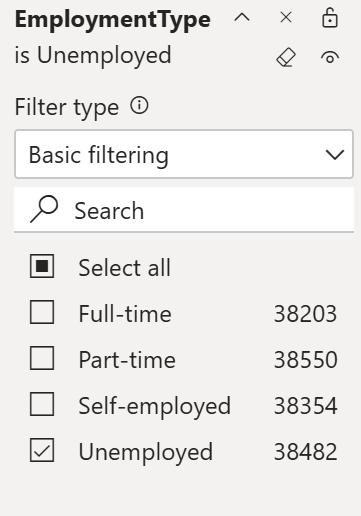 EmploymentType
is Unemployed
Filter type
Basic filtering
Search
Select all
Full-time 38203
Part-time 38550
Self-employed 38354
Unemployed 38482